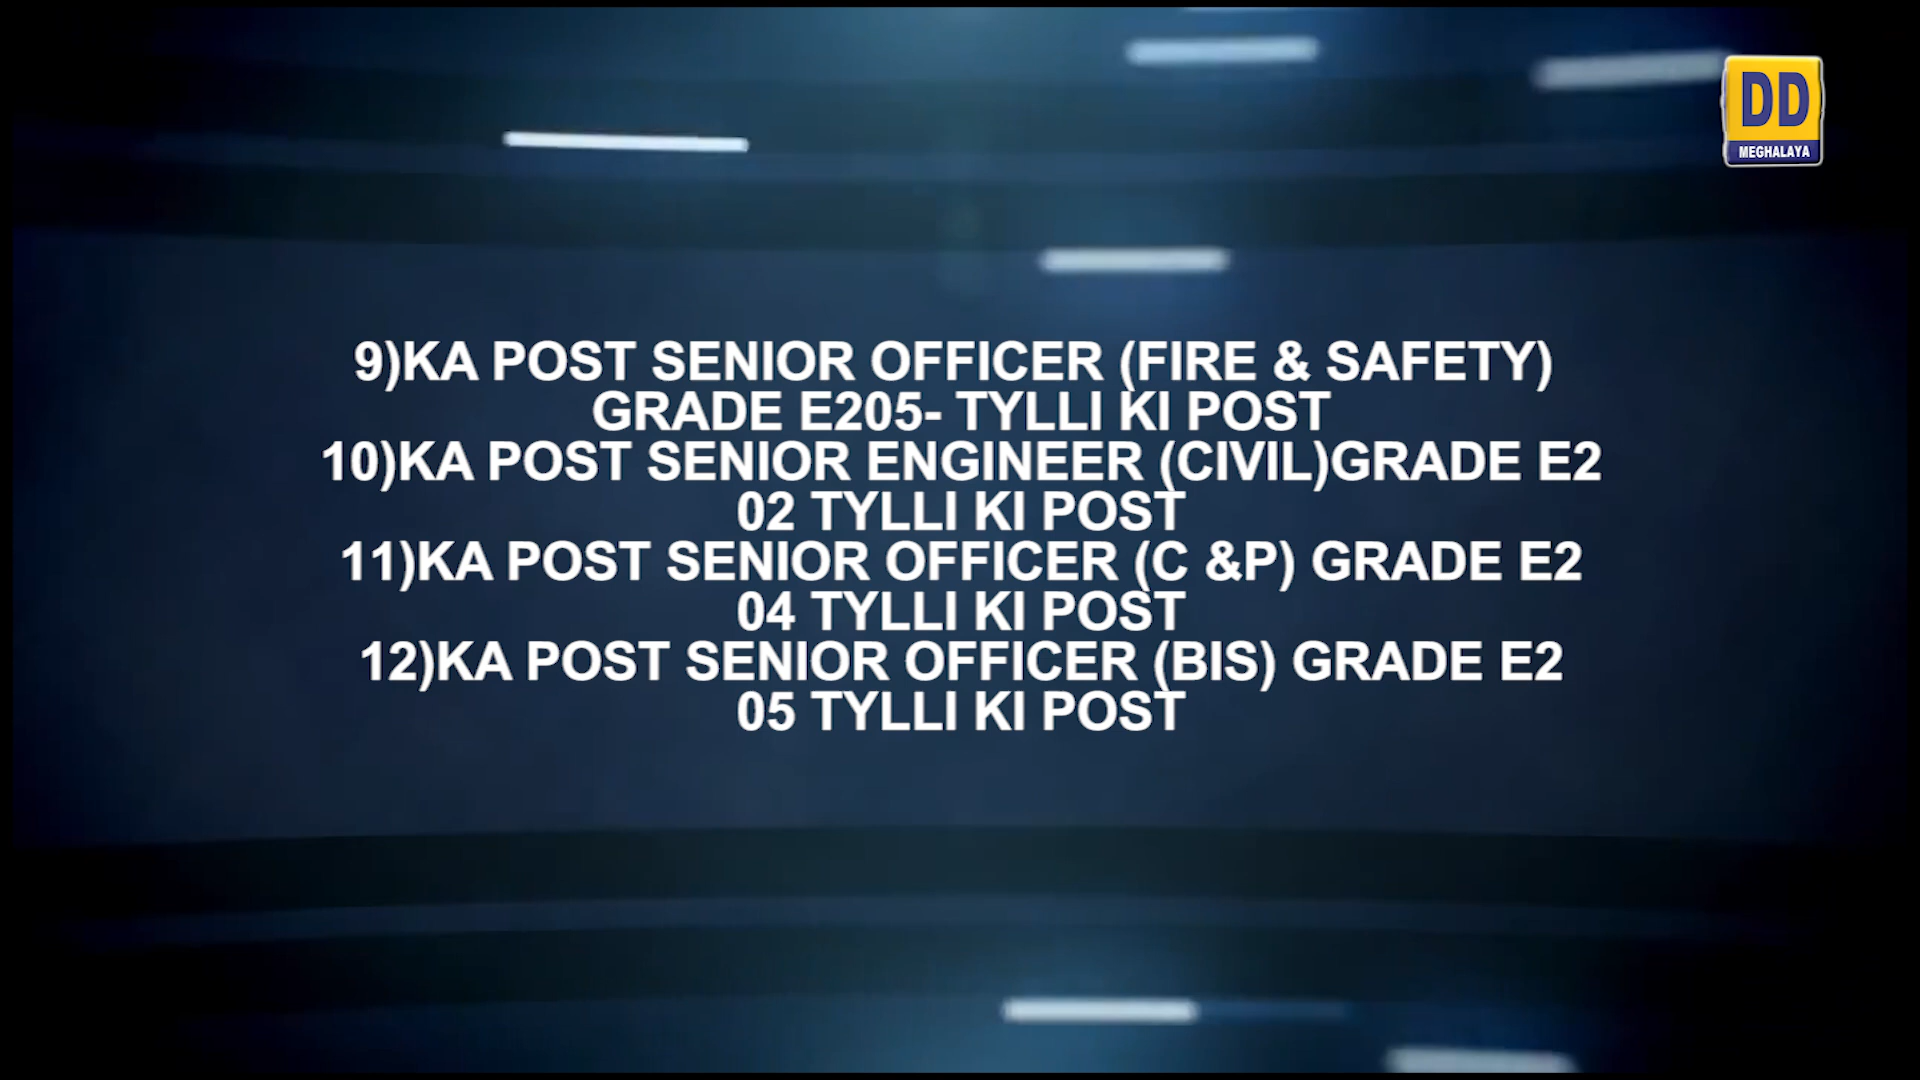 DD
MEGHALAYA
9)KA POST SENIOR OFFICER (FIRE & SAFETY)
GRADE E205- TYLLI KI POST
10)KA POST SENIOR ENGINEER (CIVIL)GRADE E2
02 TYLLI KI POST
11)KA POST SENIOR OFFICER (C &P) GRADE E2
04 TYLLI KI POST
12)KA POST SENIOR OFFICER (BIS) GRADE E2
05 TYLLI KI POST